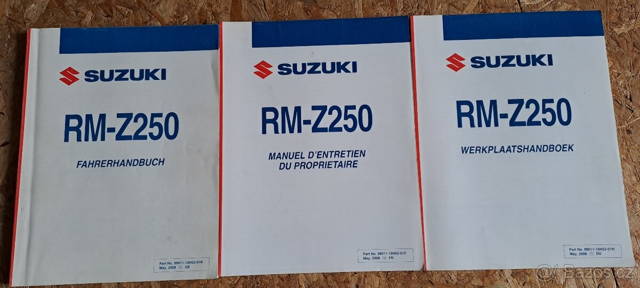 SUZUKI
RM-Z250
FAHRERHANDBUCH
SUZUKI
RM-Z250
MANUEL D'ENTRETIEN
DU PROPRIETAIRE
SUZUKI
RM-Z250
WERKPLAATSHANDBOEK